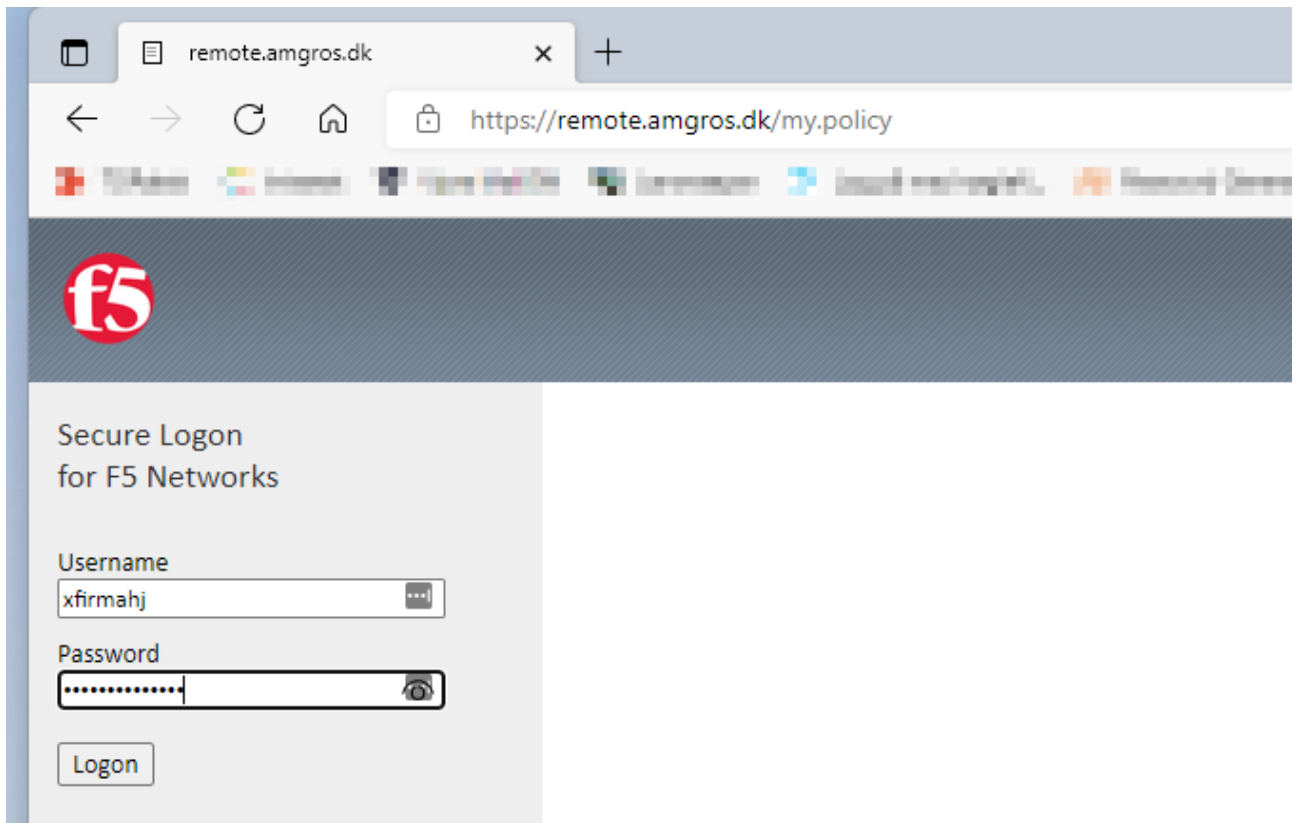 remote.amgros.dk
https://remote.amgros.dk/my.policy
f5
Secure Logon
for F5 Networks
Username
xfirmahj
Password
••••••••••••••
Logon